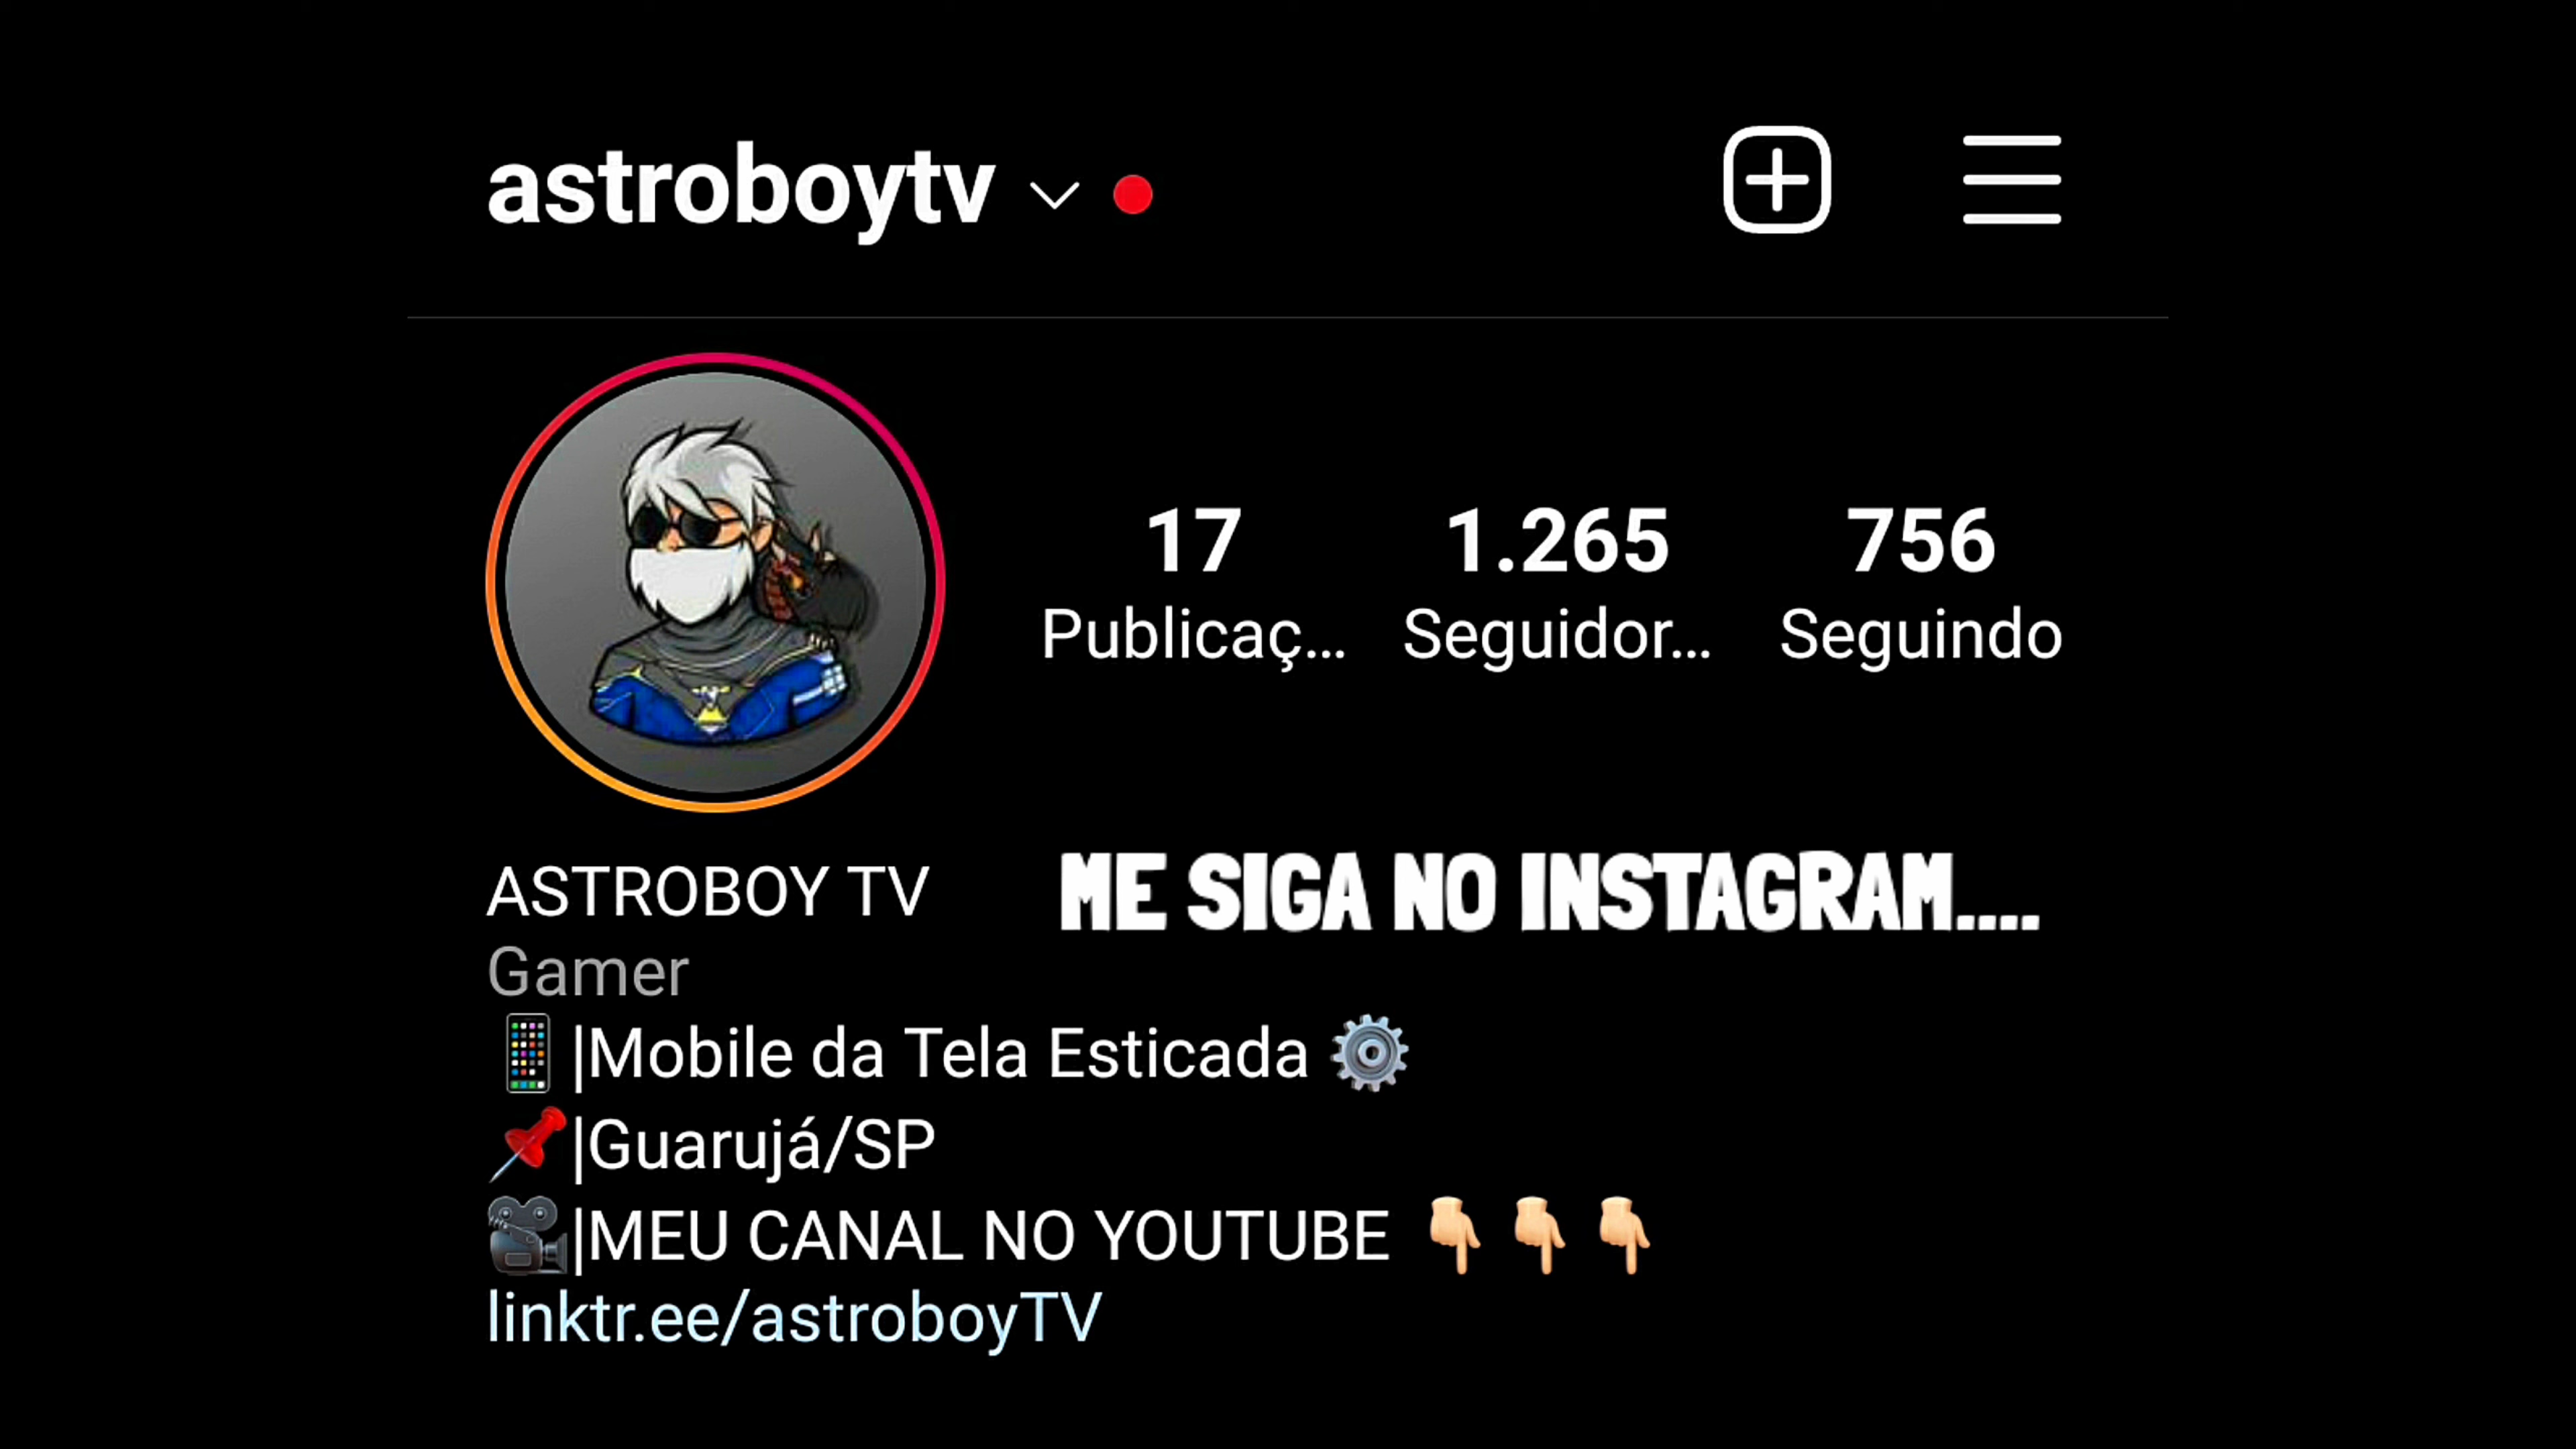 astroboytv
17 1.265 756
Publicaç... Seguidor... Seguindo
ASTROBOY TV
ME SIGA NO INSTAGRAM....
Gamer
📱|Mobile da Tela Esticada ⚙️
📌|Guarujá/SP
🎥|MEU CANAL NO YOUTUBE 👇🏻👇🏻👇🏻
linktr.ee/astroboyTV